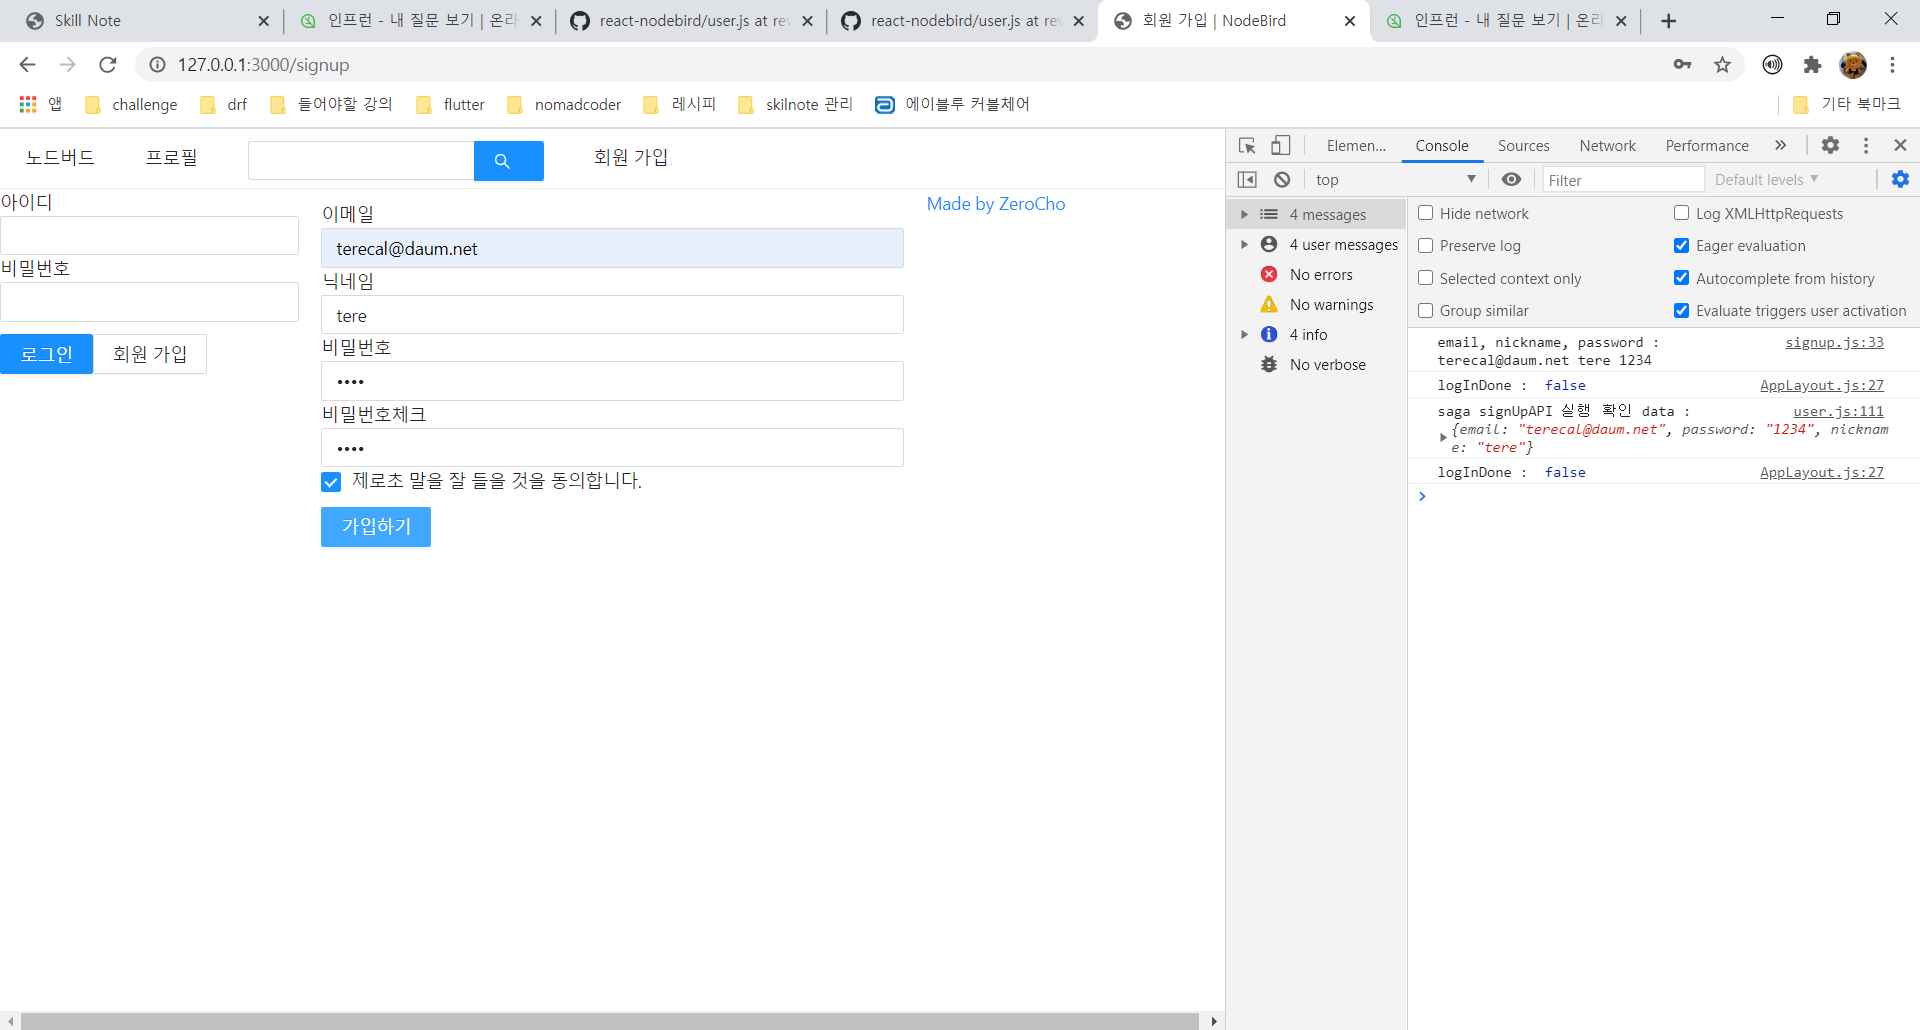 Skill Note
인프런 - 내 질문 보기 | 온라
react-nodebird/user.js at rev
react-nodebird/user.js at rev
회원 가입 | NodeBird
인프런 - 내 질문 보기 | 온라
127.0.0.1:3000/signup
앱
challenge
drf
들어야할 강의
flutter
nomadcoder
레시피
skilnote 관리
에이블루 커블체어
기타 북마크
노드버드
프로필
회원 가입
아이디
비밀번호
로그인
회원 가입
이메일
terecal@daum.net
닉네임
tere
비밀번호
••••
비밀번호체크
••••
제로초 말을 잘 들을 것을 동의합니다.
가입하기
Made by ZeroCho
Elemen...
Console
Sources
Network
Performance
top
Filter
Default levels
4 messages
4 user messages
No errors
No warnings
4 info
No verbose
Hide network
Log XMLHttpRequests
Preserve log
Eager evaluation
Selected context only
Autocomplete from history
Group similar
Evaluate triggers user activation
email, nickname, password : signup.js:33
terecal@daum.net tere 1234
logInDone : false AppLayout.js:27
saga signUpAPI 실행 확인 data : user.js:111
{email: "terecal@daum.net", password: "1234", nicknam
e: "tere"}
logInDone : false AppLayout.js:27